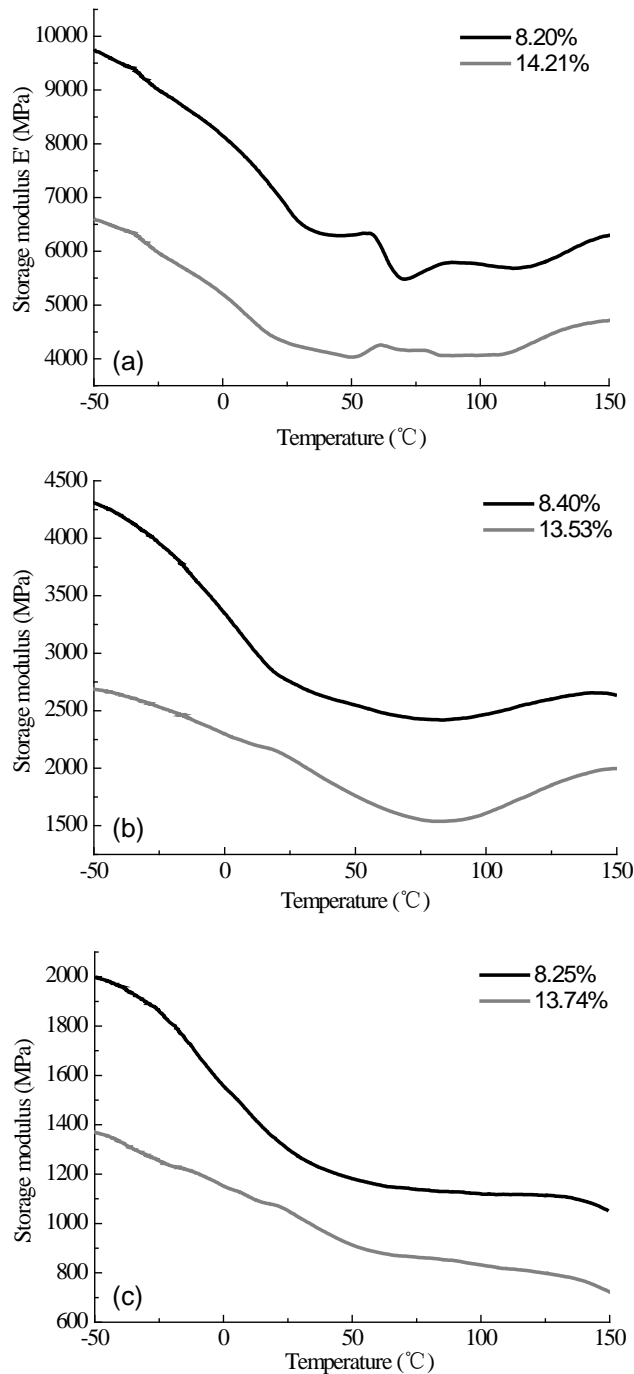 10000
9000
8000
7000
6000
5000
4000
Storage modulus E' (MPa)
8.20%
14.21%
(a)
-50 0 50 100 150
Temperature (℃)
4500
4000
3500
3000
2500
2000
1500
Storage modulus (MPa)
8.40%
13.53%
(b)
-50 0 50 100 150
Temperature (℃)
2000
1800
1600
1400
1200
1000
800
600
Storage modulus (MPa)
8.25%
13.74%
(c)
-50 0 50 100 150
Temperature (℃)